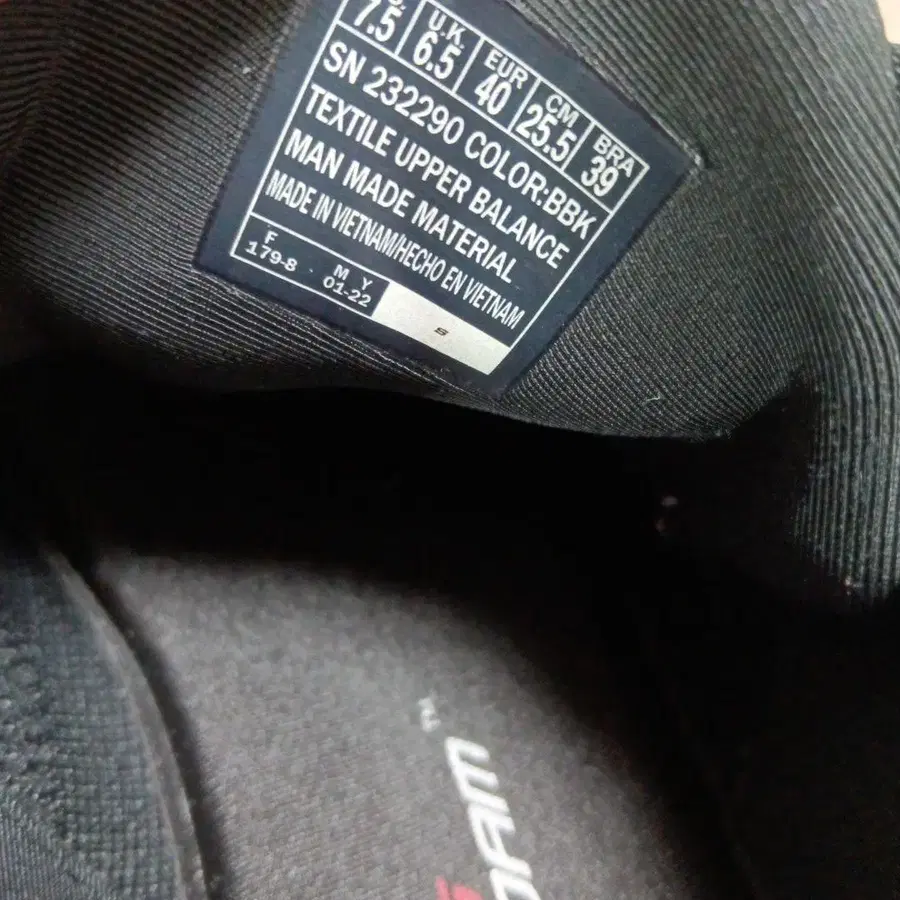 7.5 U.K. 6.5 EUR 40 CM 25.5 BRA 39
SN 232290 COLOR:BBK
TEXTILE UPPER BALANCE
MAN MADE MATERIAL
MADE IN VIETNAM/HECHO EN VIETNAM
F M Y
179-8 01-22 S
TM